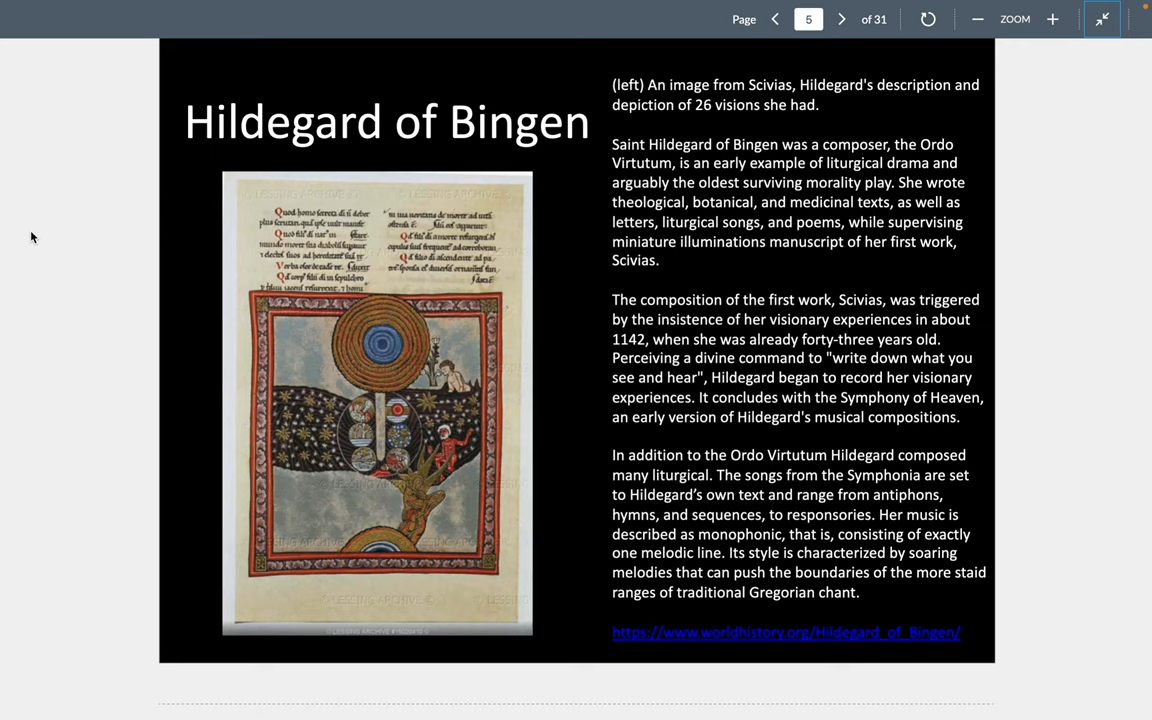 Page 5 of 31 ZOOM
Hildegard of Bingen
LESSING ARCHIVE © LESSING ARCHIVE ©
© LESSING ARCHIVE
(left) An image from Scivias, Hildegard's description and
depiction of 26 visions she had.
Saint Hildegard of Bingen was a composer, the Ordo
Virtutum, is an early example of liturgical drama and
arguably the oldest surviving morality play. She wrote
theological, botanical, and medicinal texts, as well as
letters, liturgical songs, and poems, while supervising
miniature illuminations manuscript of her first work,
Scivias.
The composition of the first work, Scivias, was triggered
by the insistence of her visionary experiences in about
1142, when she was already forty-three years old.
Perceiving a divine command to "write down what you
see and hear", Hildegard began to record her visionary
experiences. It concludes with the Symphony of Heaven,
an early version of Hildegard's musical compositions.
In addition to the Ordo Virtutum Hildegard composed
many liturgical. The songs from the Symphonia are set
to Hildegard’s own text and range from antiphons,
hymns, and sequences, to responsories. Her music is
described as monophonic, that is, consisting of exactly
one melodic line. Its style is characterized by soaring
melodies that can push the boundaries of the more staid
ranges of traditional Gregorian chant.
https://www.worldhistory.org/Hildegard_of_Bingen/